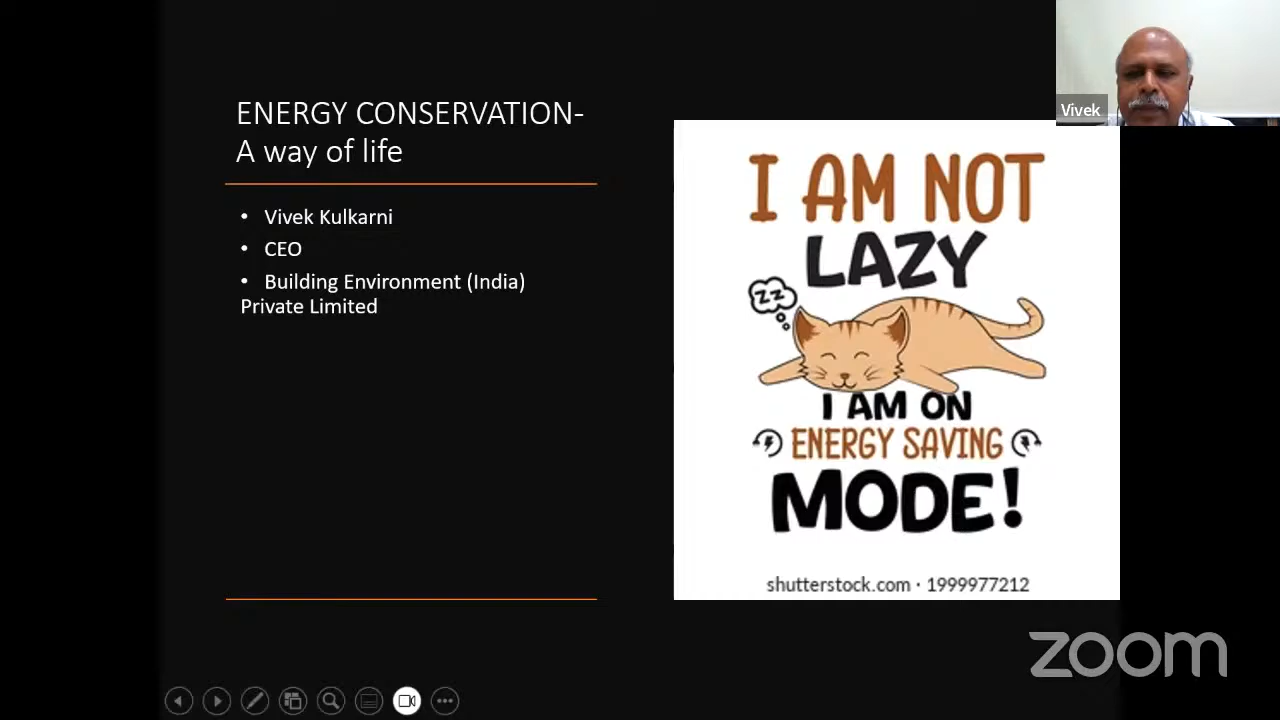 ENERGY CONSERVATION-
A way of life
• Vivek Kulkarni
• CEO
• Building Environment (India)
Private Limited
Vivek
I AM NOT
LAZY
ZZ
I AM ON
ENERGY SAVING
MODE!
shutterstock.com · 1999977212
zoom